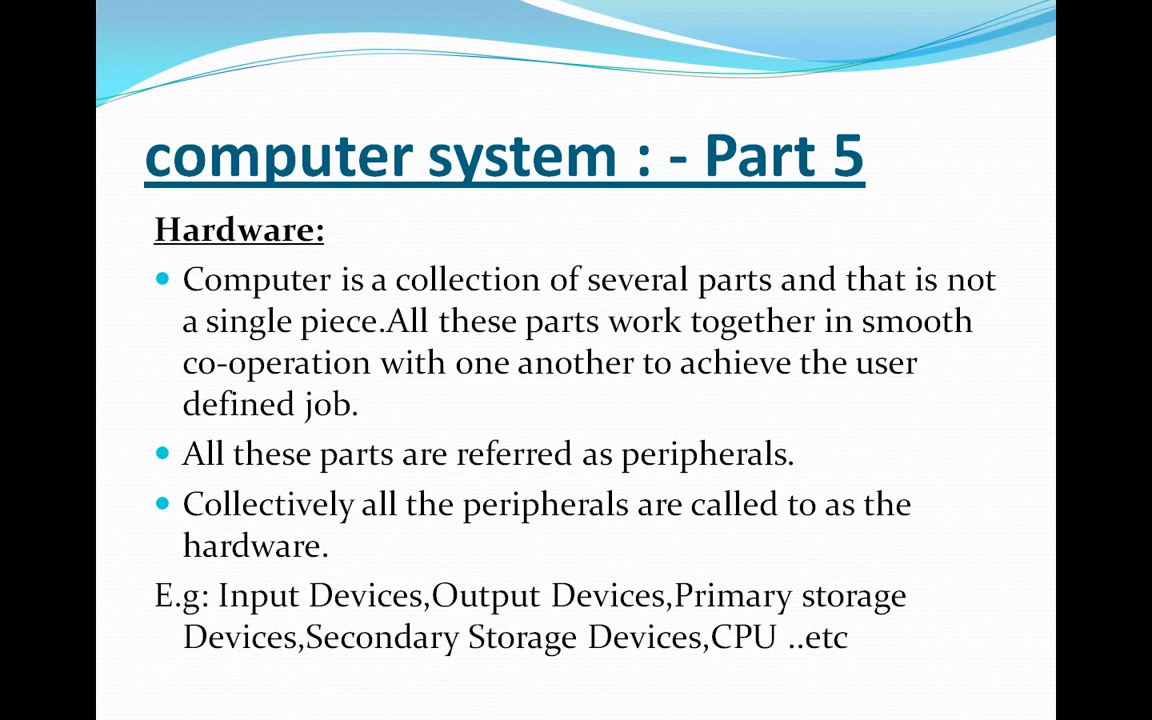 computer system : - Part 5
Hardware:
• Computer is a collection of several parts and that is not
a single piece.All these parts work together in smooth
co-operation with one another to achieve the user
defined job.
• All these parts are referred as peripherals.
• Collectively all the peripherals are called to as the
hardware.
E.g: Input Devices,Output Devices,Primary storage
Devices,Secondary Storage Devices,CPU ..etc